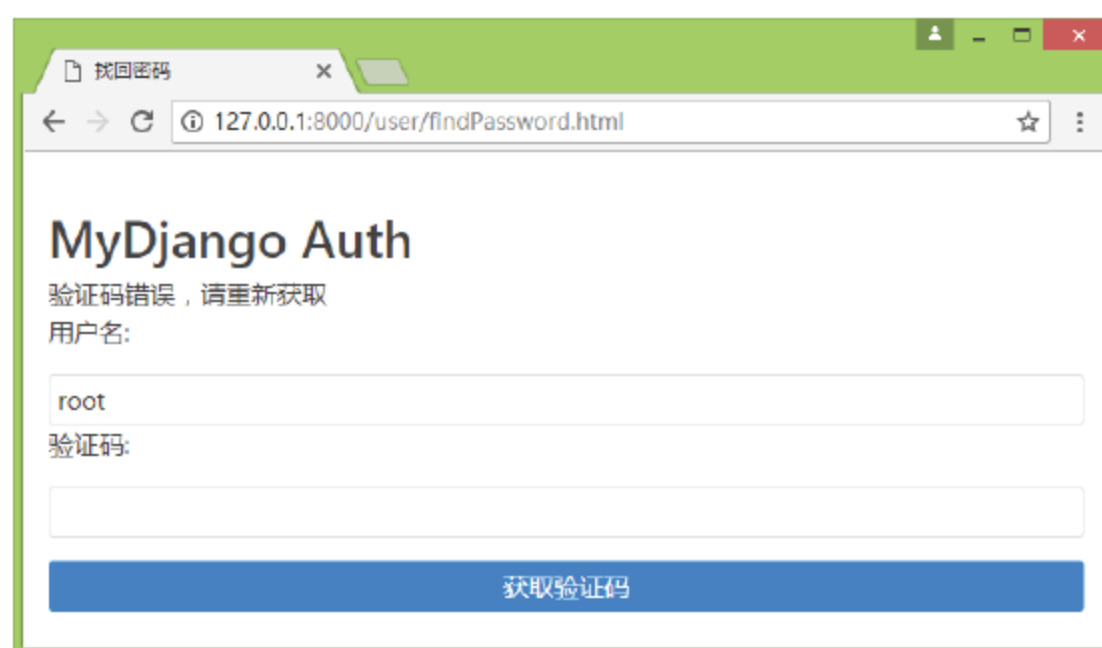 找回密码
127.0.0.1:8000/user/findPassword.html
MyDjango Auth
验证码错误，请重新获取
用户名:
root
验证码:
获取验证码